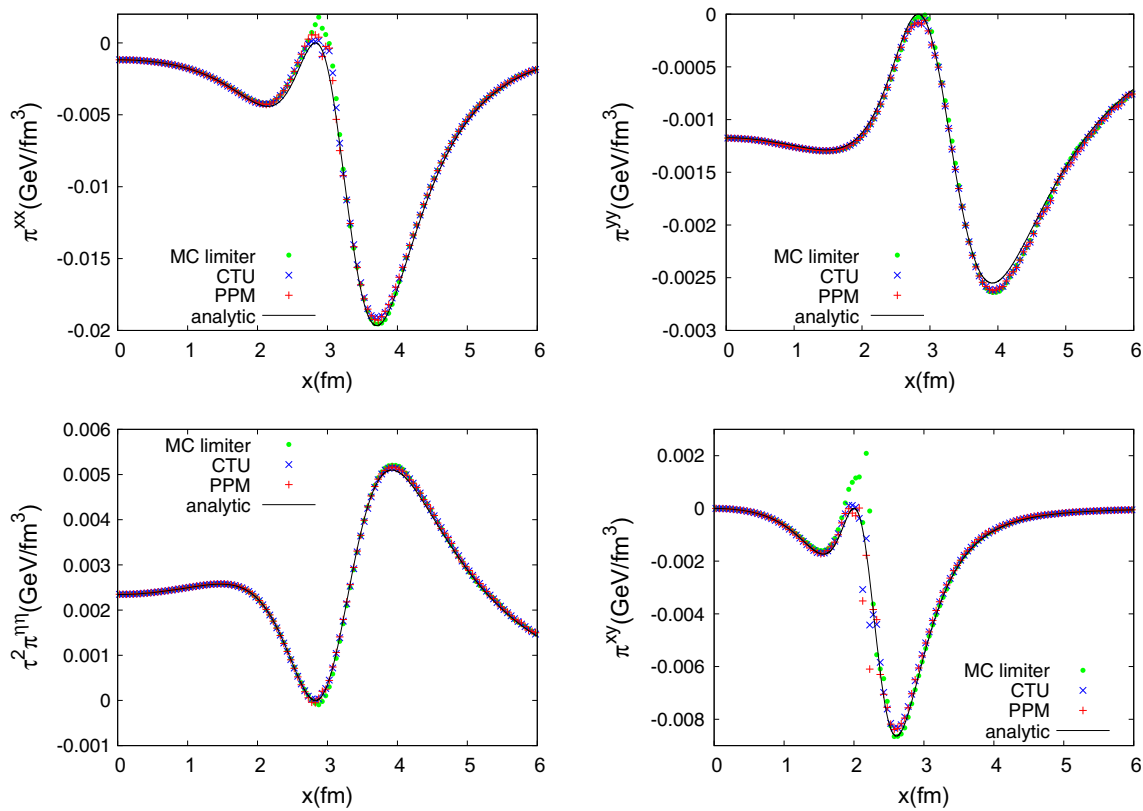 0
-0.005
-0.01
-0.015
-0.02
π^xx(GeV/fm^3)
MC limiter
CTU
PPM
analytic
0 1 2 3 4 5 6
x(fm)
0
-0.0005
-0.001
-0.0015
-0.002
-0.0025
-0.003
π^yy(GeV/fm^3)
MC limiter
CTU
PPM
analytic
0 1 2 3 4 5 6
x(fm)
0.006
0.005
0.004
0.003
0.002
0.001
0
-0.001
τ^2π^ηη(GeV/fm^3)
MC limiter
CTU
PPM
analytic
0 1 2 3 4 5 6
x(fm)
0.002
0
-0.002
-0.004
-0.006
-0.008
π^xy(GeV/fm^3)
MC limiter
CTU
PPM
analytic
0 1 2 3 4 5 6
x(fm)